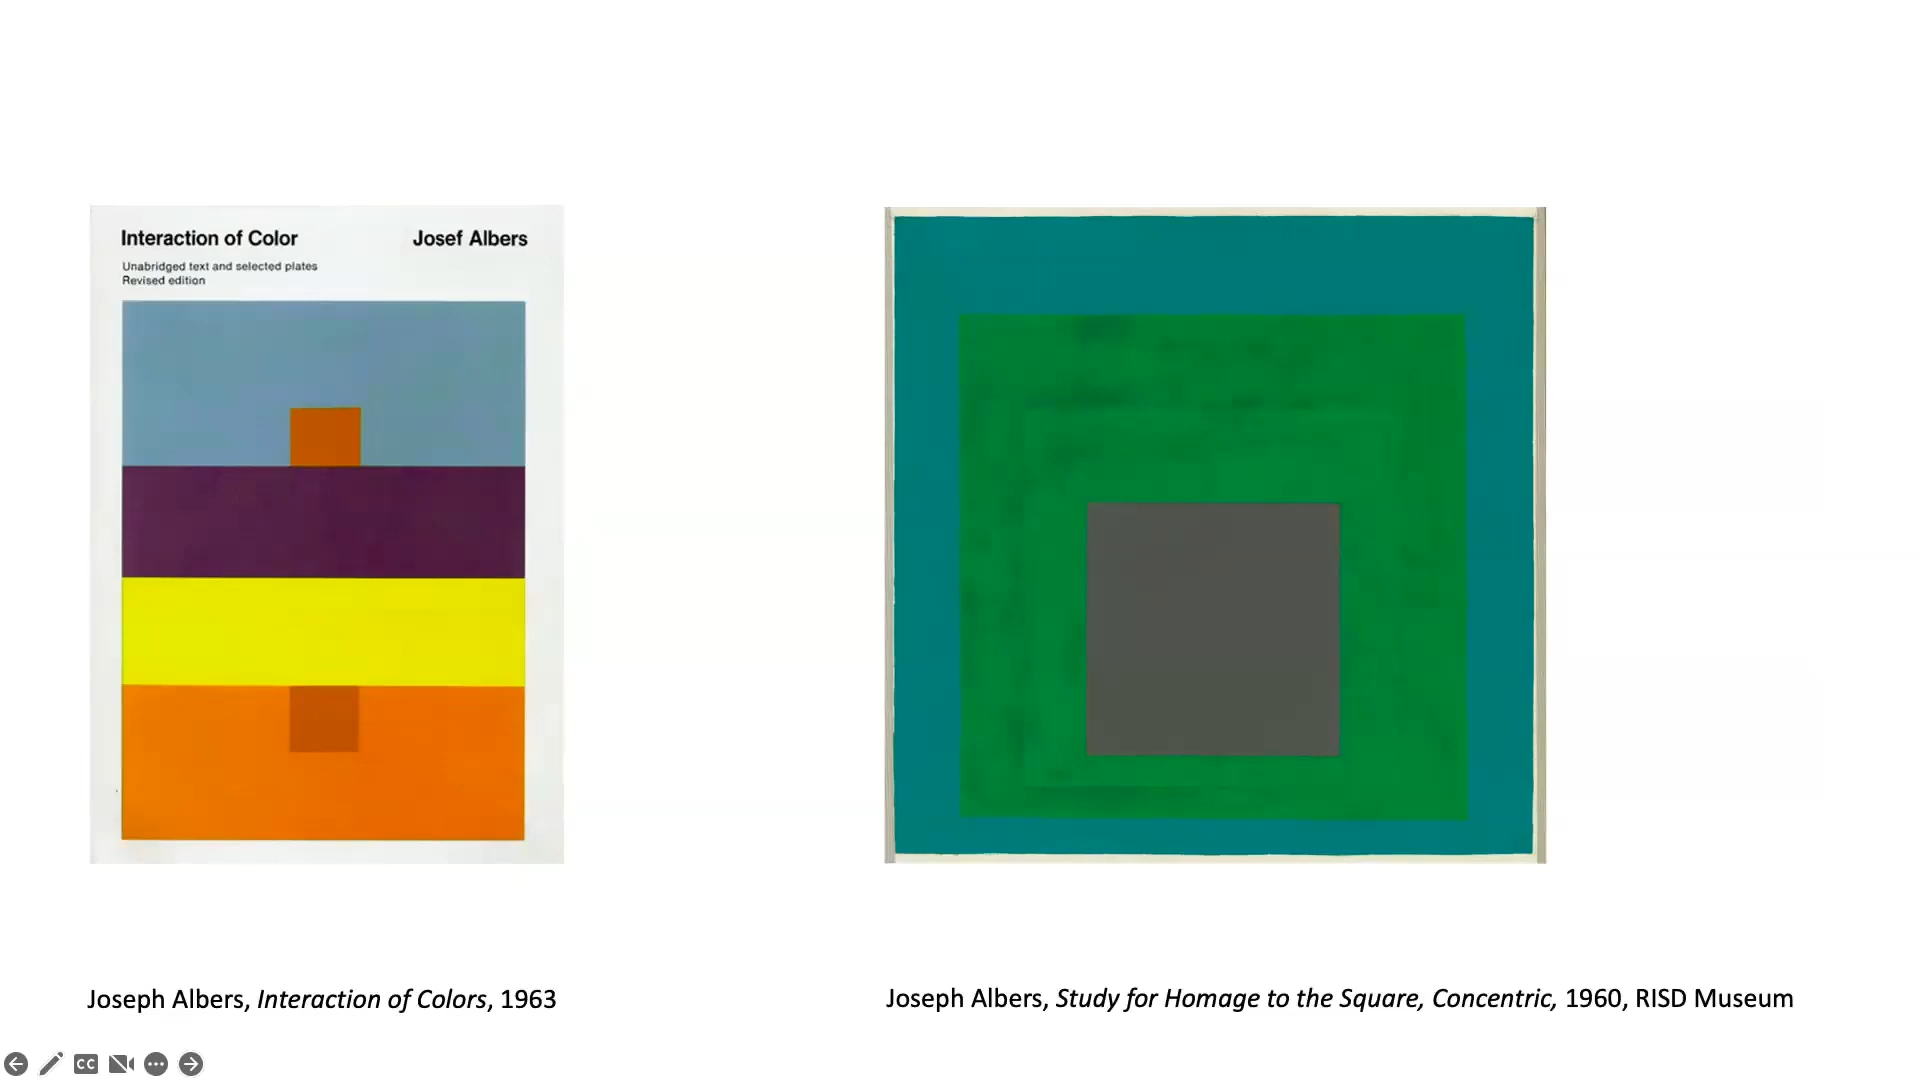 Interaction of Color
Josef Albers
Unabridged text and selected plates
Revised edition
Joseph Albers, Interaction of Colors, 1963
Joseph Albers, Study for Homage to the Square, Concentric, 1960, RISD Museum
CC